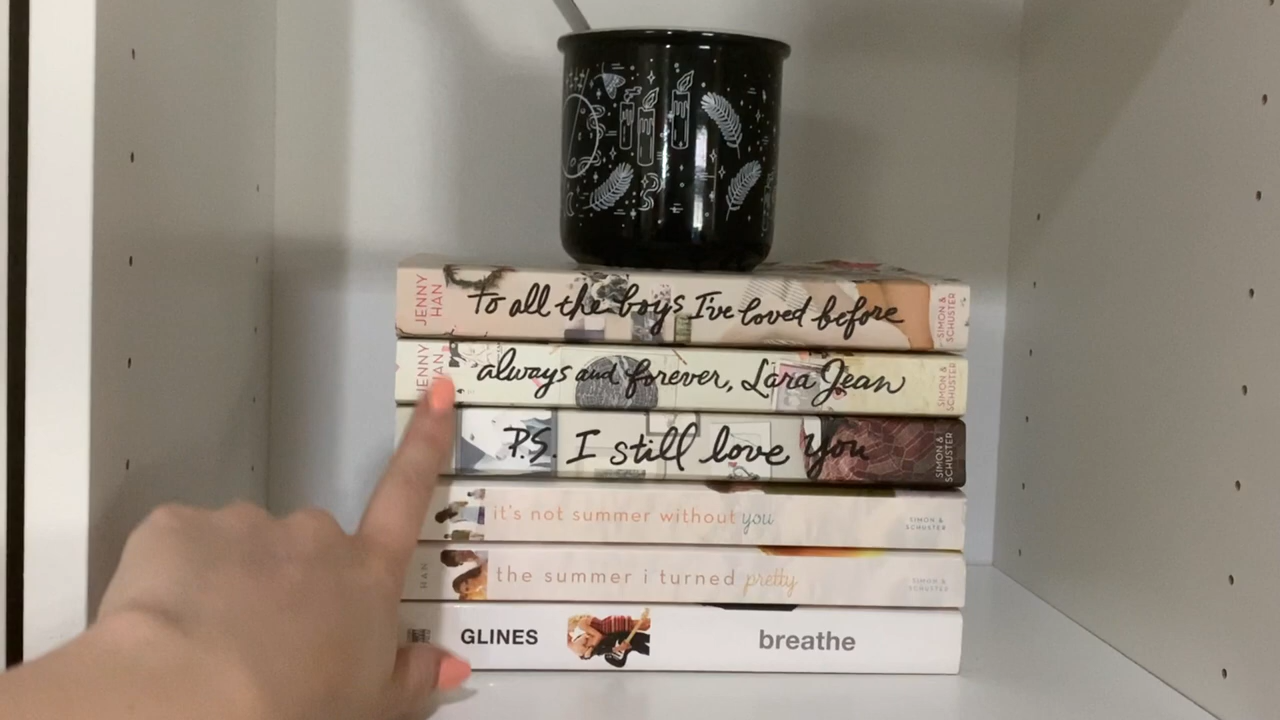 JENNY HAN
to all the boys I've loved before
SIMON & SCHUSTER
JENNY
always and forever, Lara Jean
SIMON & SCHUSTER
P.S. I still love you
SIMON & SCHUSTER
it's not summer without you
SIMON & SCHUSTER
HAN
the summer i turned pretty
SIMON & SCHUSTER
GLINES
breathe